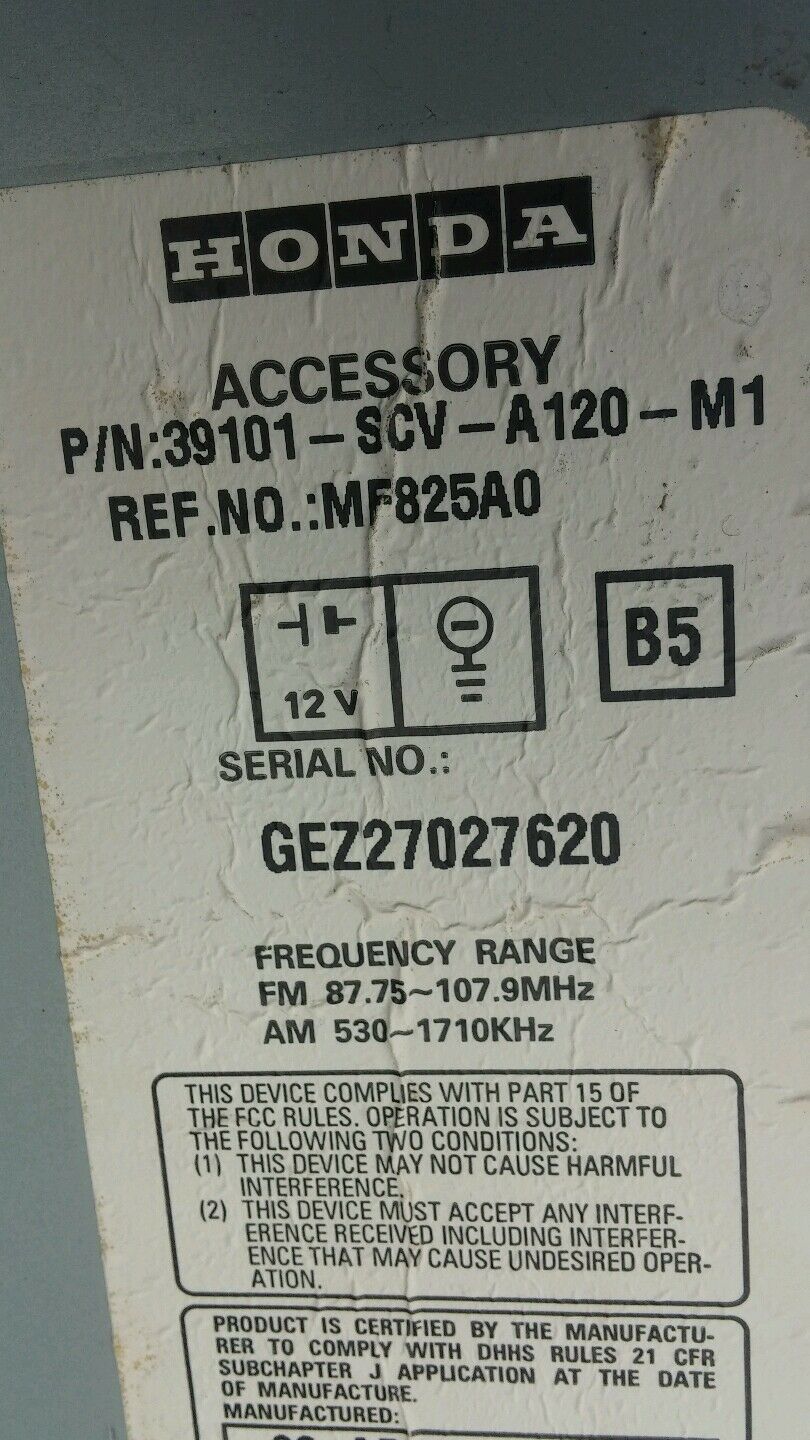 HONDA
ACCESSORY
P/N:39101-SCV-A120-M1
REF.NO.:MF825A0
12V
B5
SERIAL NO.:
GEZ27027620
FREQUENCY RANGE
FM 87.75~107.9MHz
AM 530~1710KHz
THIS DEVICE COMPLIES WITH PART 15 OF
THE FCC RULES. OPERATION IS SUBJECT TO
THE FOLLOWING TWO CONDITIONS:
(1) THIS DEVICE MAY NOT CAUSE HARMFUL
INTERFERENCE.
(2) THIS DEVICE MUST ACCEPT ANY INTERF-
ERENCE RECEIVED INCLUDING INTERFER-
ENCE THAT MAY CAUSE UNDESIRED OPER-
ATION.
PRODUCT IS CERTIFIED BY THE MANUFACTU-
RER TO COMPLY WITH DHHS RULES 21 CFR
SUBCHAPTER J APPLICATION AT THE DATE
OF MANUFACTURE.
MANUFACTURED: